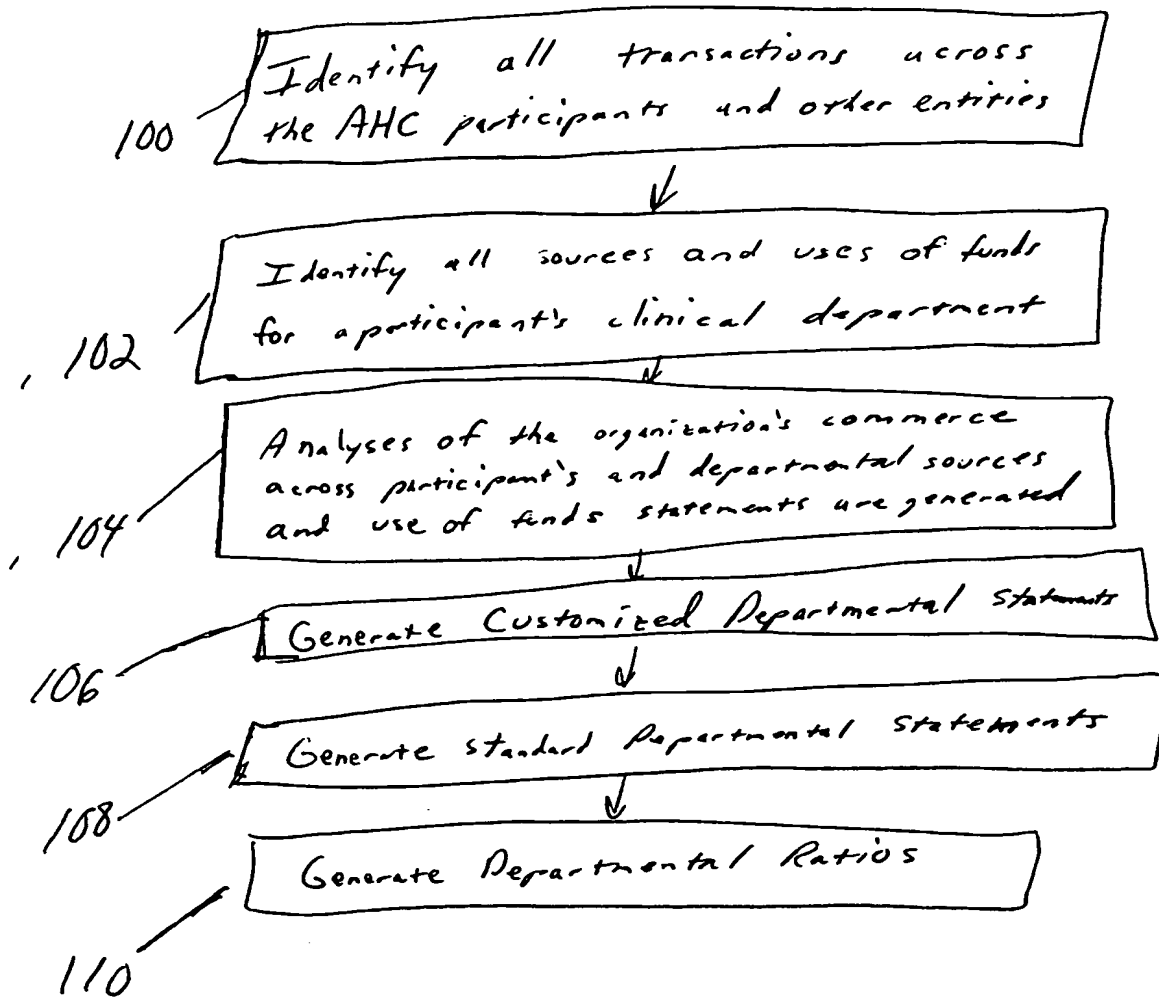 Identify all transactions across
the AHC participants and other entities
100
Identify all sources and uses of funds
for a participant's clinical department
, 102
Analyses of the organization's commerce
across participant's and departmental sources
and use of funds statements are generated
, 104
Generate Customized Departmental Statements
106
Generate standard Departmental Statements
108
Generate Departmental Ratios
110